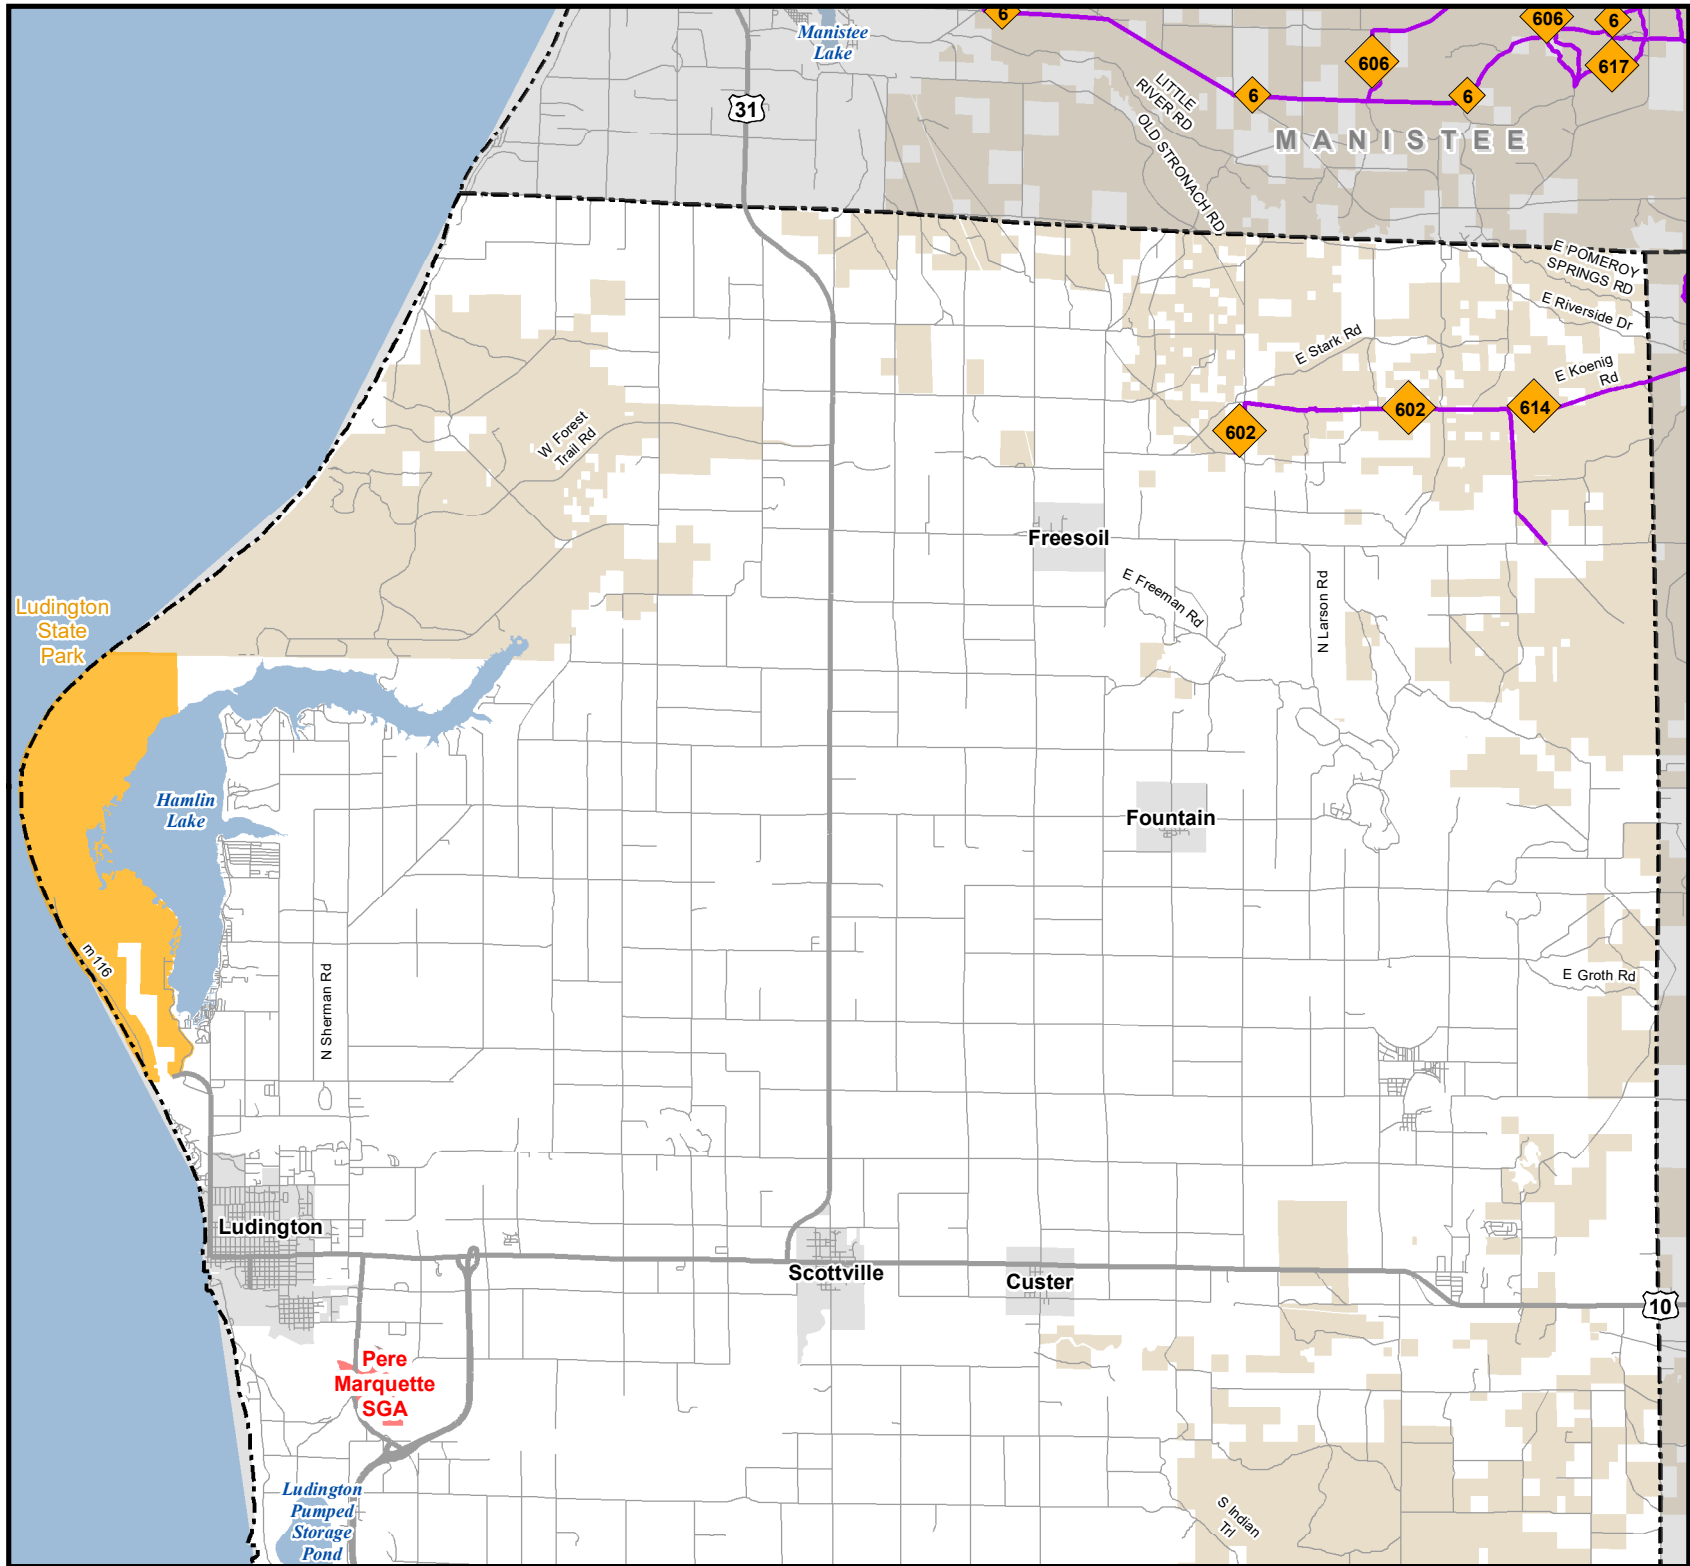 6
606
6
Manistee
Lake
606
617
31
6
6
LITTLE
RIVER RD
OLD STRONACH RD
MANISTEE
E POMEROY
SPRINGS RD
E Riverside Dr
E Stark Rd
E Koenig
Rd
602
602
614
W Forest
Trail Rd
Freesoil
E Freeman Rd
N Larson Rd
Ludington
State
Park
Hamlin
Lake
Fountain
m 116
N Sherman Rd
E Groth Rd
Ludington
Scottville
Custer
10
Pere
Marquette
SGA
Ludington
Pumped
Storage
Pond
S Indian
Trl